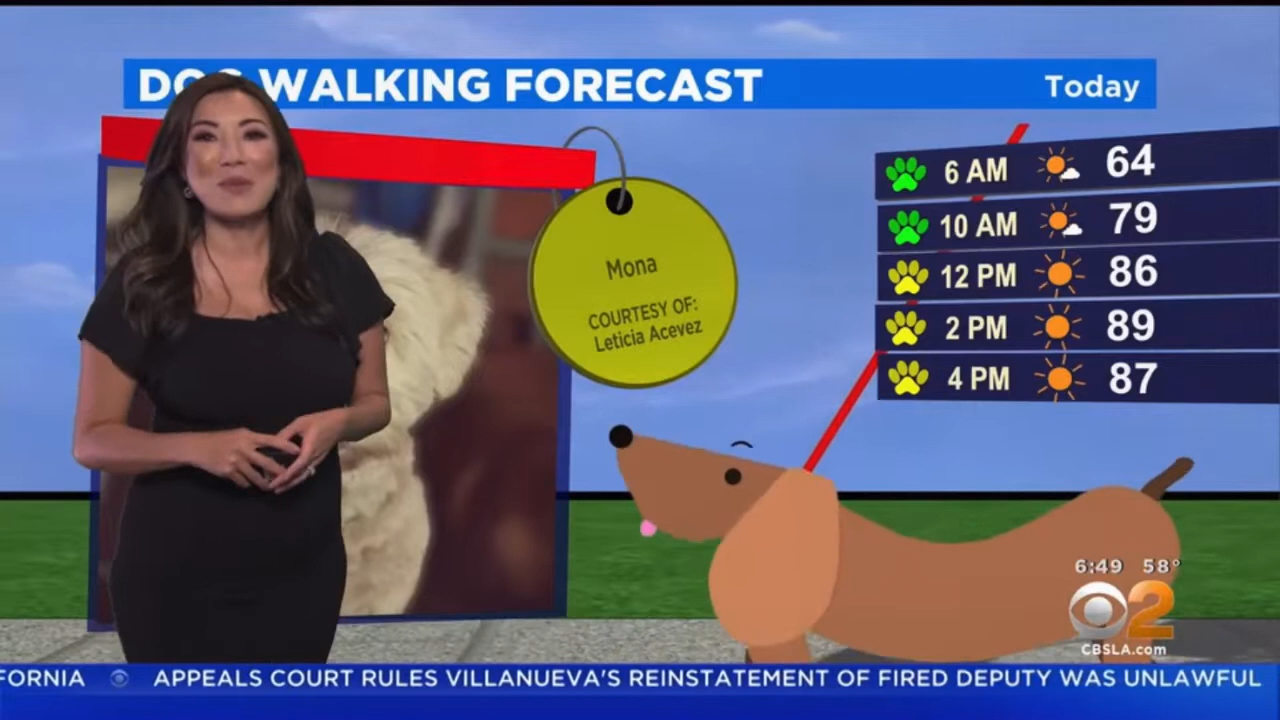 DOG WALKING FORECAST
Today
Mona
COURTESY OF:
Leticia Acevez
6 AM 64
10 AM 79
12 PM 86
2 PM 89
4 PM 87
6:49 58°
2
CBSLA.com
FORNIA APPEALS COURT RULES VILLANUEVA'S REINSTATEMENT OF FIRED DEPUTY WAS UNLAWFUL